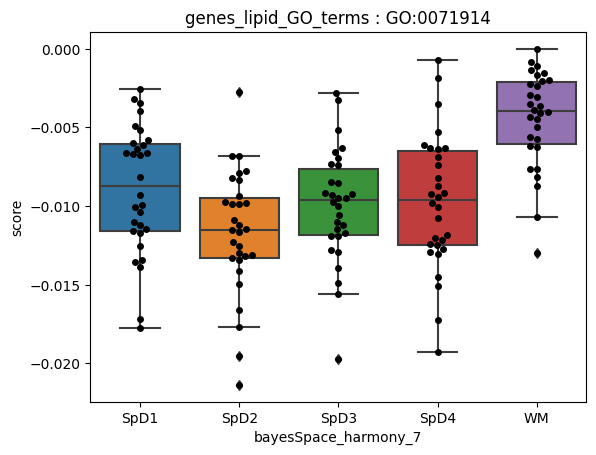 genes_lipid_GO_terms : GO:0071914
0.000
−0.005
−0.010
−0.015
−0.020
score
SpD1 SpD2 SpD3 SpD4 WM
bayesSpace_harmony_7